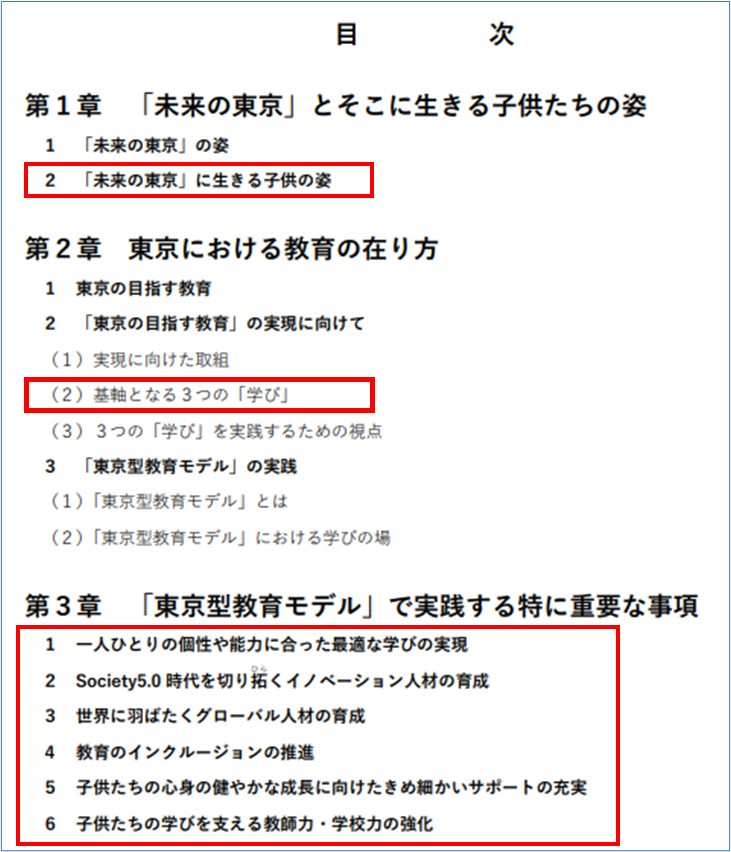 目　次
第１章　「未来の東京」とそこに生きる子供たちの姿
1　「未来の東京」の姿
2　「未来の東京」に生きる子供の姿
第２章　東京における教育の在り方
1　東京の目指す教育
2　「東京の目指す教育」の実現に向けて
（１）実現に向けた取組
（２）基軸となる３つの「学び」
（３）３つの「学び」を実践するための視点
3　「東京型教育モデル」の実践
（１）「東京型教育モデル」とは
（２）「東京型教育モデル」における学びの場
第３章　「東京型教育モデル」で実践する特に重要な事項
1　一人ひとりの個性や能力に合った最適な学びの実現
ひら
2　Society5.0 時代を切り拓くイノベーション人材の育成
3　世界に羽ばたくグローバル人材の育成
4　教育のインクルージョンの推進
5　子供たちの心身の健やかな成長に向けたきめ細かいサポートの充実
6　子供たちの学びを支える教師力・学校力の強化